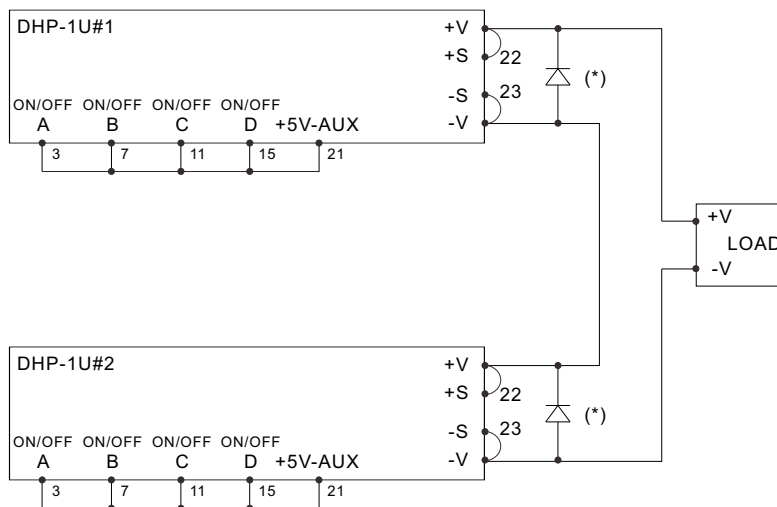 DHP-1U#1
+V
+S 22
(*)
-S 23
-V
ON/OFF ON/OFF ON/OFF ON/OFF
A B C D +5V-AUX
3 7 11 15 21
+V
LOAD
-V
DHP-1U#2
+V
+S 22
(*)
-S 23
-V
ON/OFF ON/OFF ON/OFF ON/OFF
A B C D +5V-AUX
3 7 11 15 21